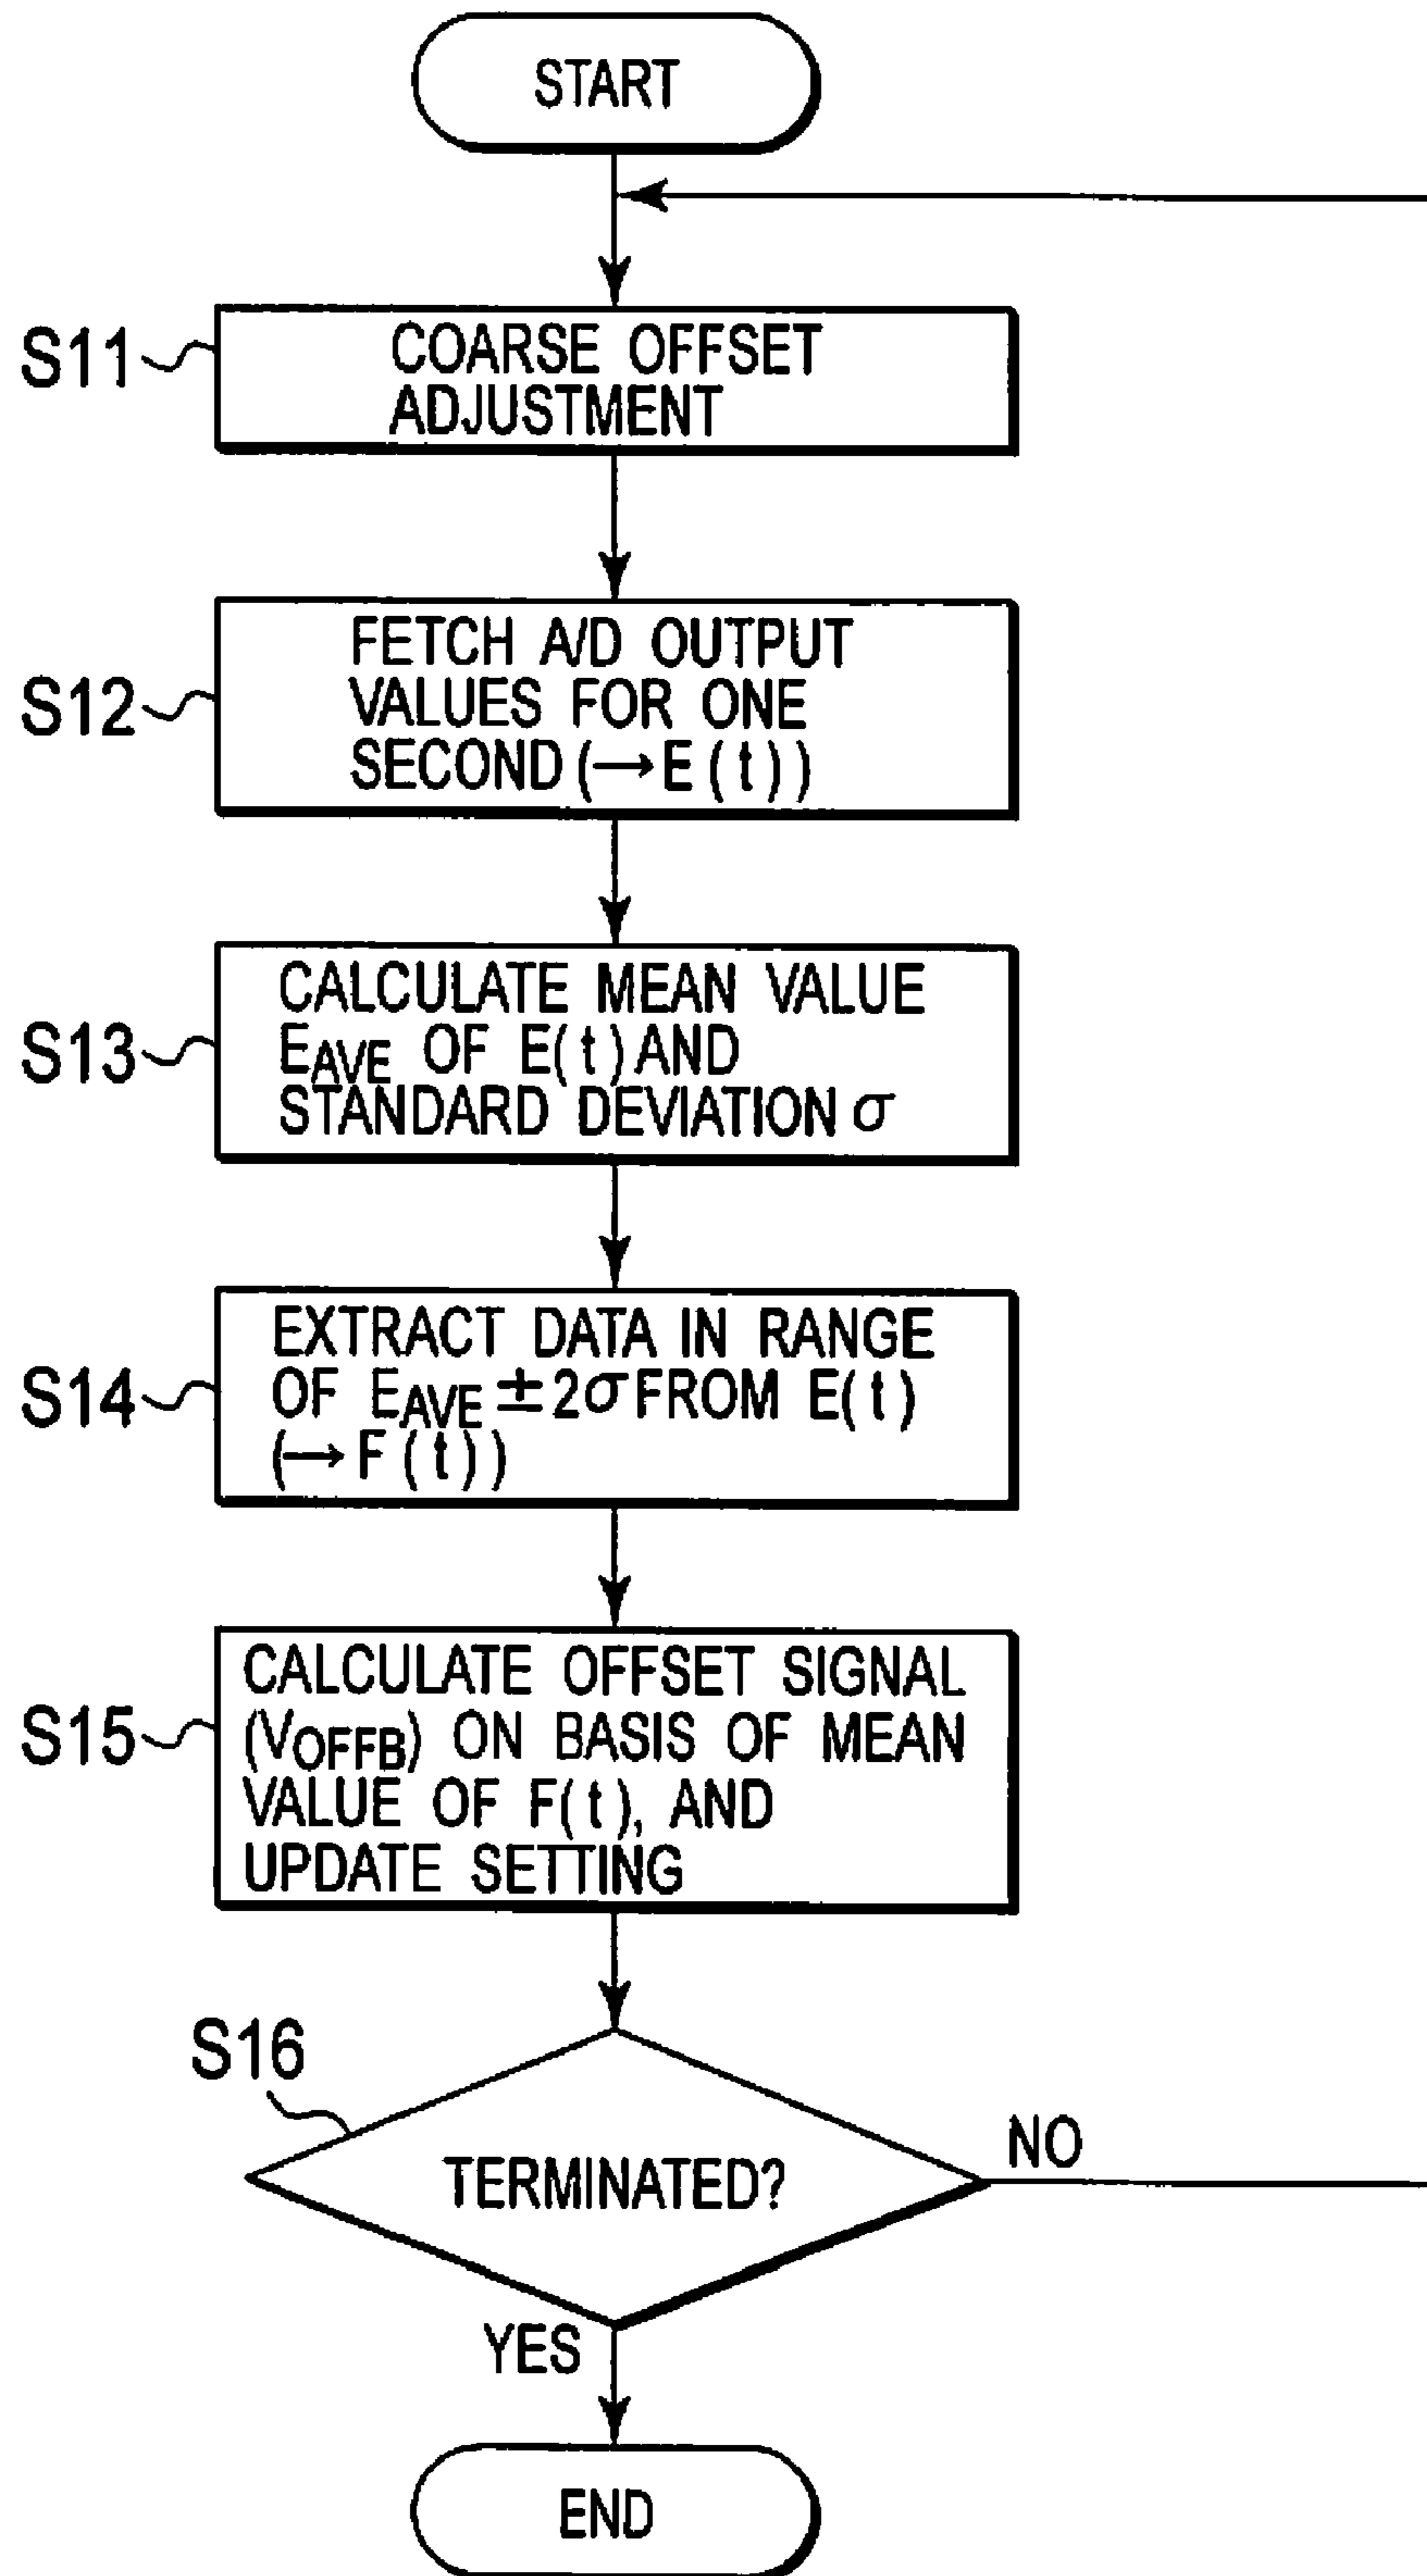 START
S11
COARSE OFFSET
ADJUSTMENT
S12
FETCH A/D OUTPUT
VALUES FOR ONE
SECOND (→E(t))
S13
CALCULATE MEAN VALUE
EAVE OF E(t) AND
STANDARD DEVIATION σ
S14
EXTRACT DATA IN RANGE
OF EAVE ±2σ FROM E(t)
(→F(t))
S15
CALCULATE OFFSET SIGNAL
(VOFFB) ON BASIS OF MEAN
VALUE OF F(t), AND
UPDATE SETTING
S16
TERMINATED?
NO
YES
END